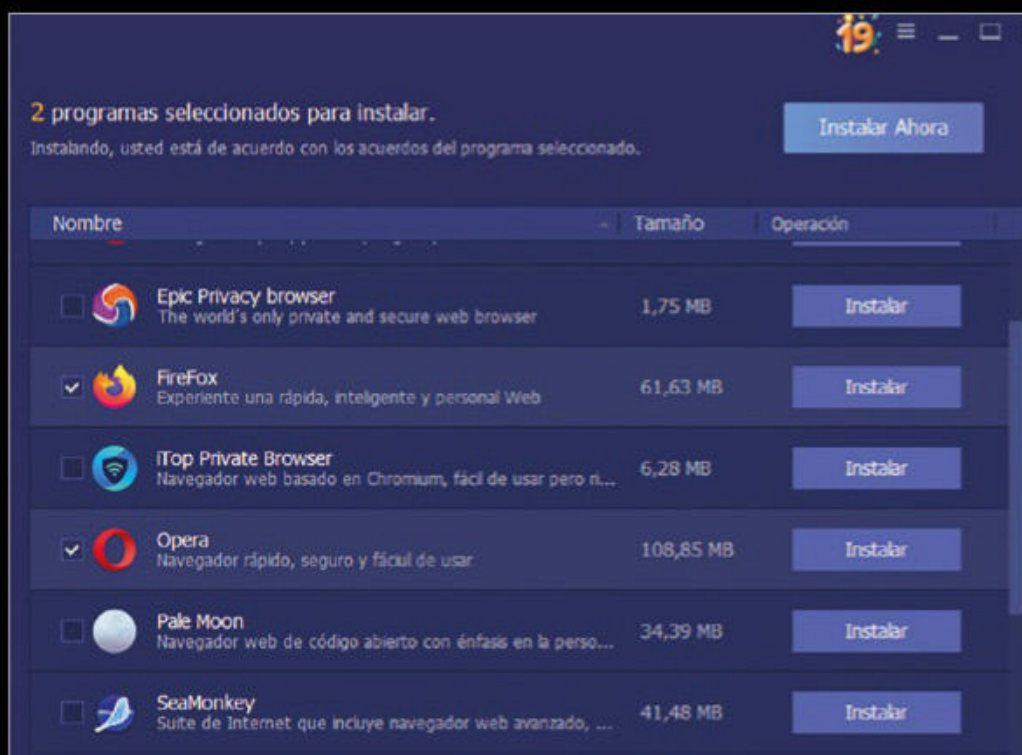 19
2 programas seleccionados para instalar.
Instalar Ahora
Instalando, usted está de acuerdo con los acuerdos del programa seleccionado.
Nombre
Tamaño
Operación
Epic Privacy browser
The world's only private and secure web browser
1,75 MB
Instalar
FireFox
Experiente una rápida, inteligente y personal Web
61,63 MB
Instalar
iTop Private Browser
Navegador web basado en Chromium, fácil de usar pero ri...
6,28 MB
Instalar
Opera
Navegador rápido, seguro y fáciul de usar
108,85 MB
Instalar
Pale Moon
Navegador web de código abierto con énfasis en la perso...
34,39 MB
Instalar
SeaMonkey
Suite de Internet que incluye navegador web avanzado, ...
41,48 MB
Instalar